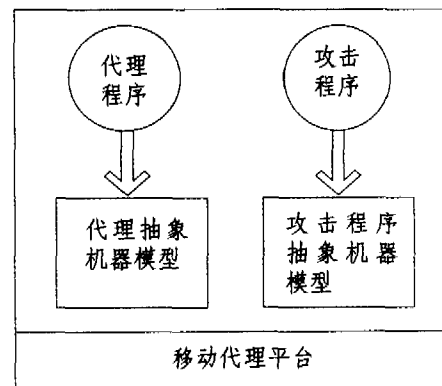 代理
程序
攻击
程序
代理抽象
机器模型
攻击程序
抽象机器
模型
移动代理平台